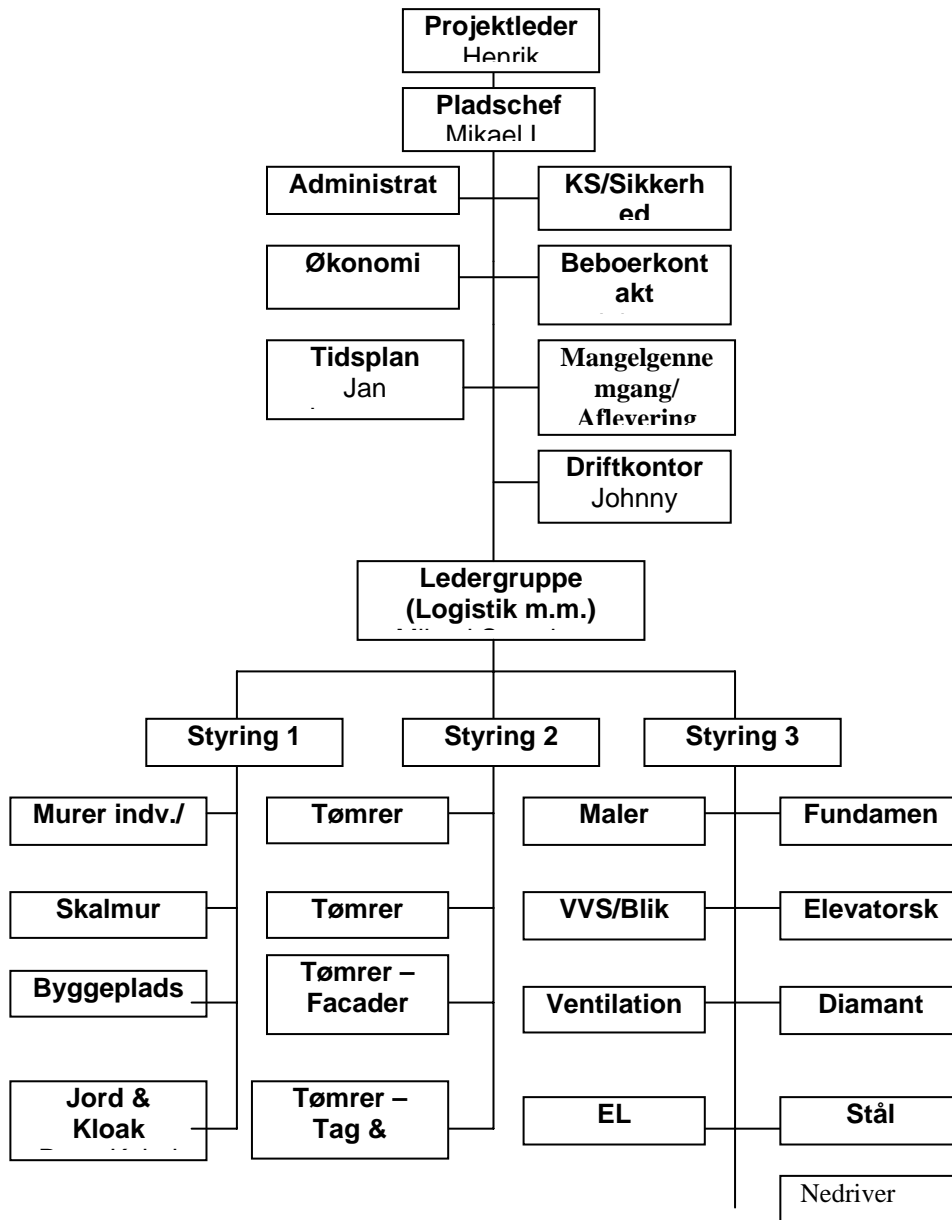 Projektleder
Henrik
Pladschef
Mikael L
Administrat
KS/Sikkerh
ed
Økonomi
Beboerkont
akt
Tidsplan
Jan
Mangelgenne
mgang/
Aflevering
Driftkontor
Johnny
Ledergruppe
(Logistik m.m.)
Styring 1
Styring 2
Styring 3
Murer indv./
Tømrer
Maler
Fundamen
Skalmur
Tømrer
VVS/Blik
Elevatorsk
Byggeplads
Tømrer –
Facader
Ventilation
Diamant
Jord &
Kloak
Tømrer –
Tag &
EL
Stål
Nedriver